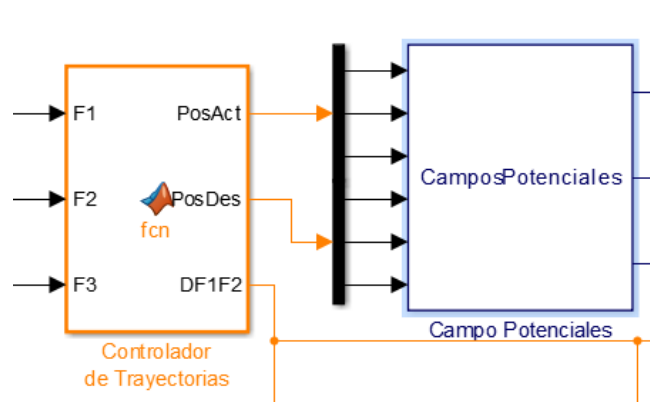 F1
PosAct
F2
PosDes
fcn
F3
DF1F2
Controlador
de Trayectorias
CamposPotenciales
Campo Potenciales